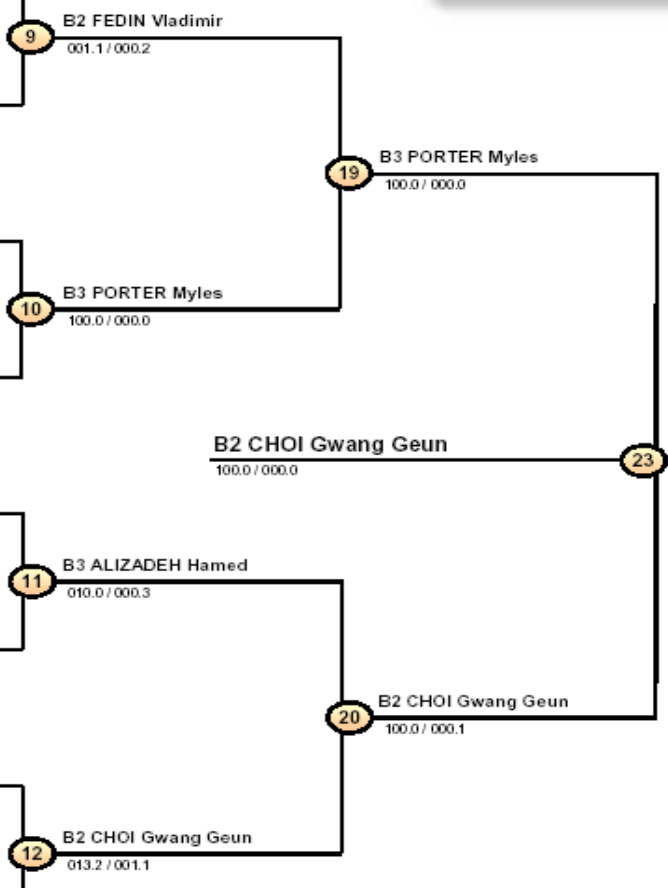 B2 FEDIN Vladimir
9
001.1 / 000.2
B3 PORTER Myles
19
100.0 / 000.0
B3 PORTER Myles
10
100.0 / 000.0
B2 CHOI Gwang Geun
23
100.0 / 000.0
B3 ALIZADEH Hamed
11
010.0 / 000.3
B2 CHOI Gwang Geun
20
100.0 / 000.1
B2 CHOI Gwang Geun
12
013.2 / 001.1